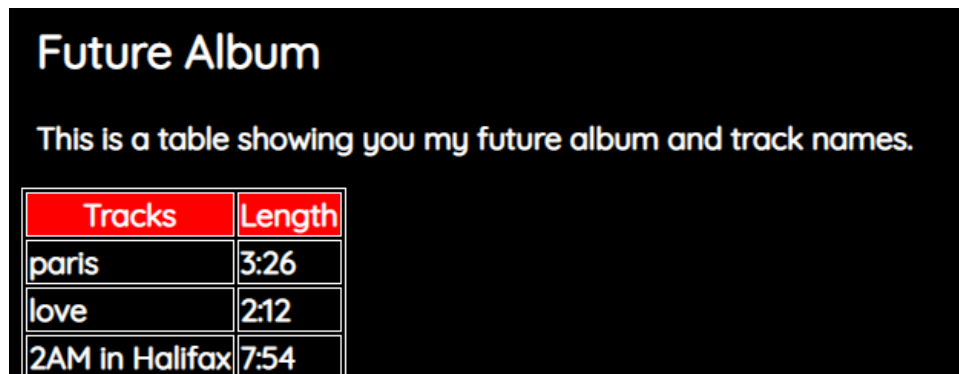 Future Album
This is a table showing you my future album and track names.
Tracks Length
paris 3:26
love 2:12
2AM in Halifax 7:54